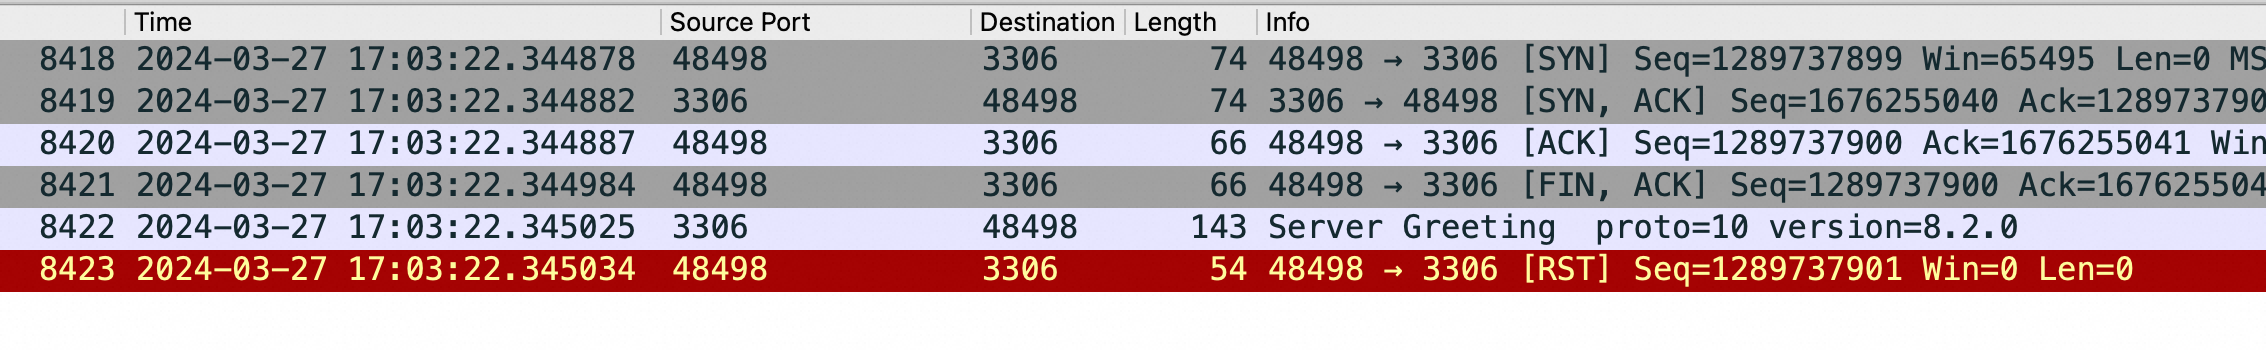 Time Source Port Destination Length Info
8418 2024-03-27 17:03:22.344878 48498 3306 74 48498 → 3306 [SYN] Seq=1289737899 Win=65495 Len=0 MS
8419 2024-03-27 17:03:22.344882 3306 48498 74 3306 → 48498 [SYN, ACK] Seq=1676255040 Ack=1289737900
8420 2024-03-27 17:03:22.344887 48498 3306 66 48498 → 3306 [ACK] Seq=1289737900 Ack=1676255041 Win
8421 2024-03-27 17:03:22.344984 48498 3306 66 48498 → 3306 [FIN, ACK] Seq=1289737900 Ack=167625504
8422 2024-03-27 17:03:22.345025 3306 48498 143 Server Greeting proto=10 version=8.2.0
8423 2024-03-27 17:03:22.345034 48498 3306 54 48498 → 3306 [RST] Seq=1289737901 Win=0 Len=0